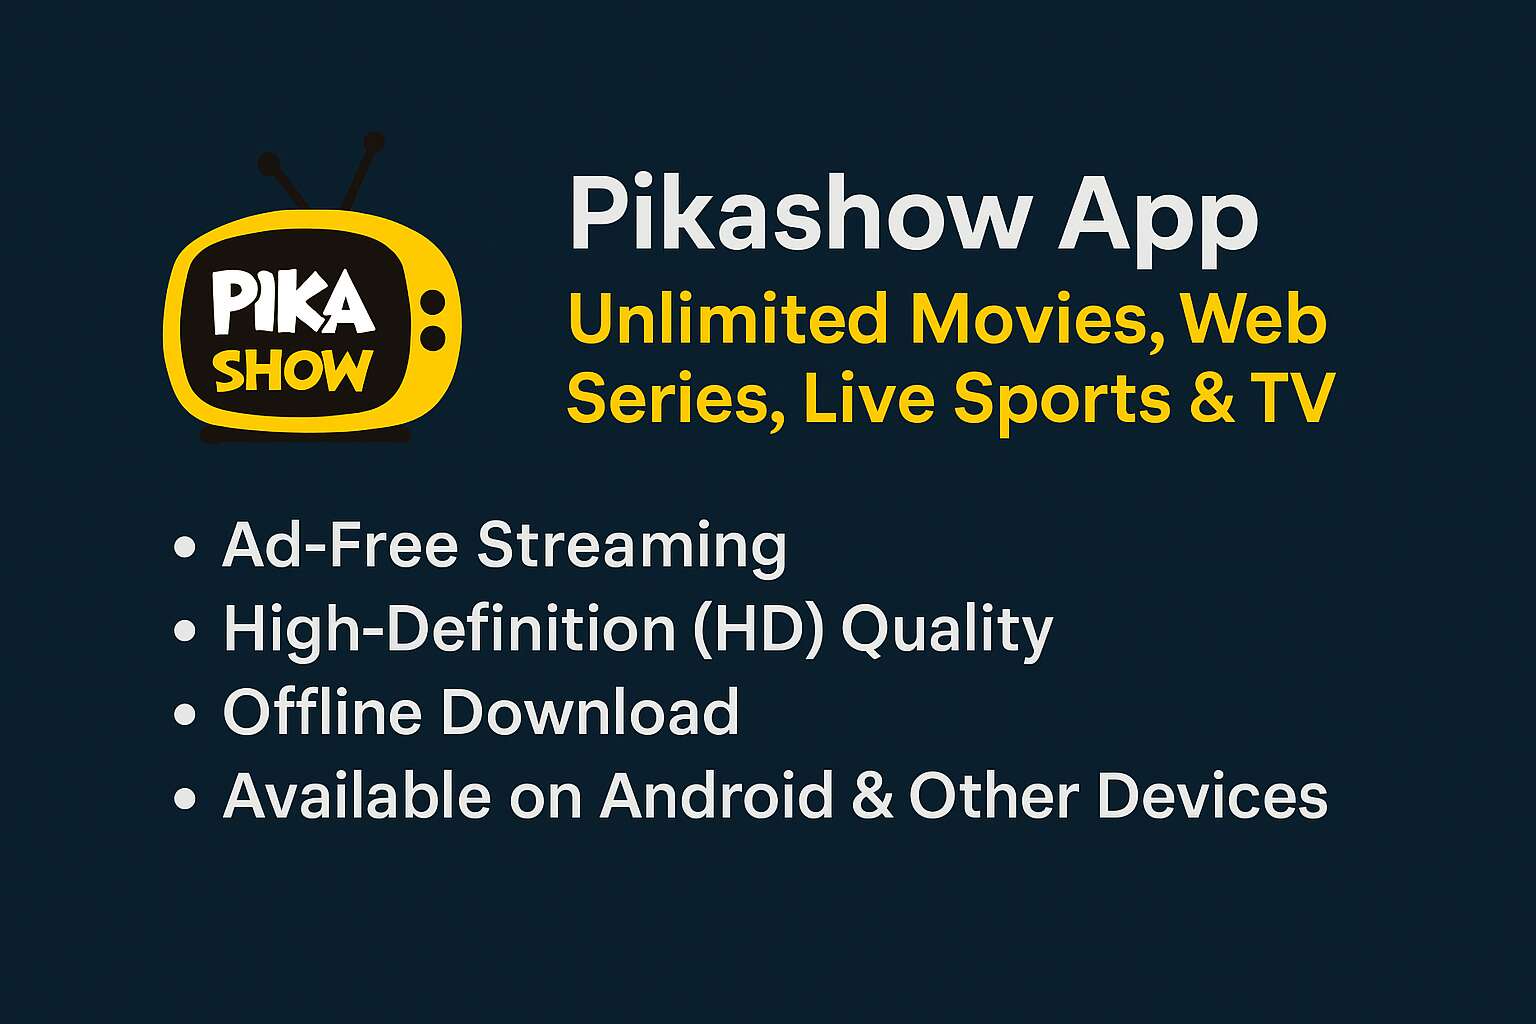 PIKA
SHOW
Pikashow App
Unlimited Movies, Web
Series, Live Sports & TV
• Ad-Free Streaming
• High-Definition (HD) Quality
• Offline Download
• Available on Android & Other Devices